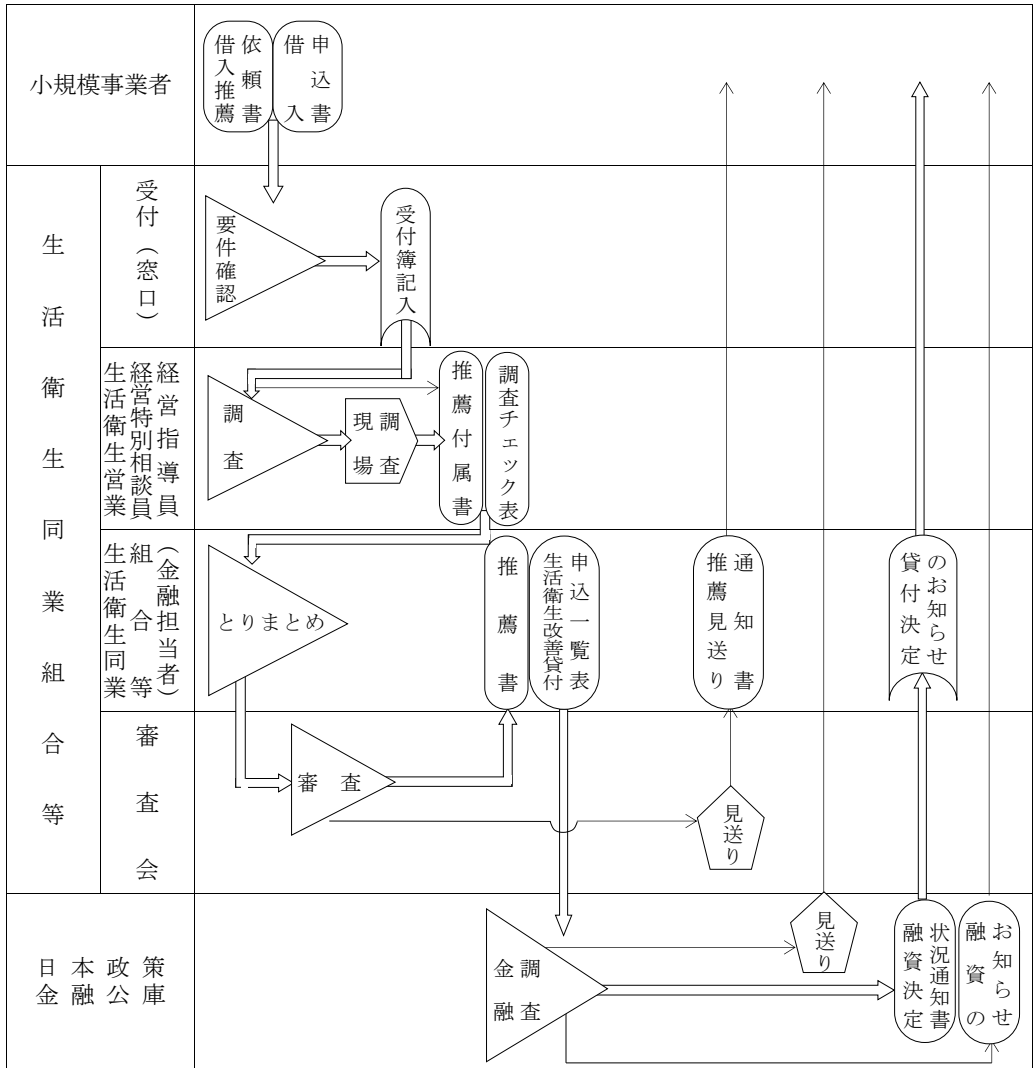 小規模事業者
借入推薦
依頼書
借入
申込書
生活衛生同業組合等
受付（窓口）
要件確認
受付簿記入
経営指導員
経営特別相談員
生活衛生営業
調査
現場
調査
推薦付属書
調査チェック表
（金融担当者）
組合等
生活衛生同業
とりまとめ
推薦書
生活衛生改善貸付
申込一覧表
推薦見送り
通知書
貸付決定
のお知らせ
審査会
審査
見送り
日本政策
金融公庫
金融
調査
見送り
融資決定
状況通知書
融資の
お知らせ